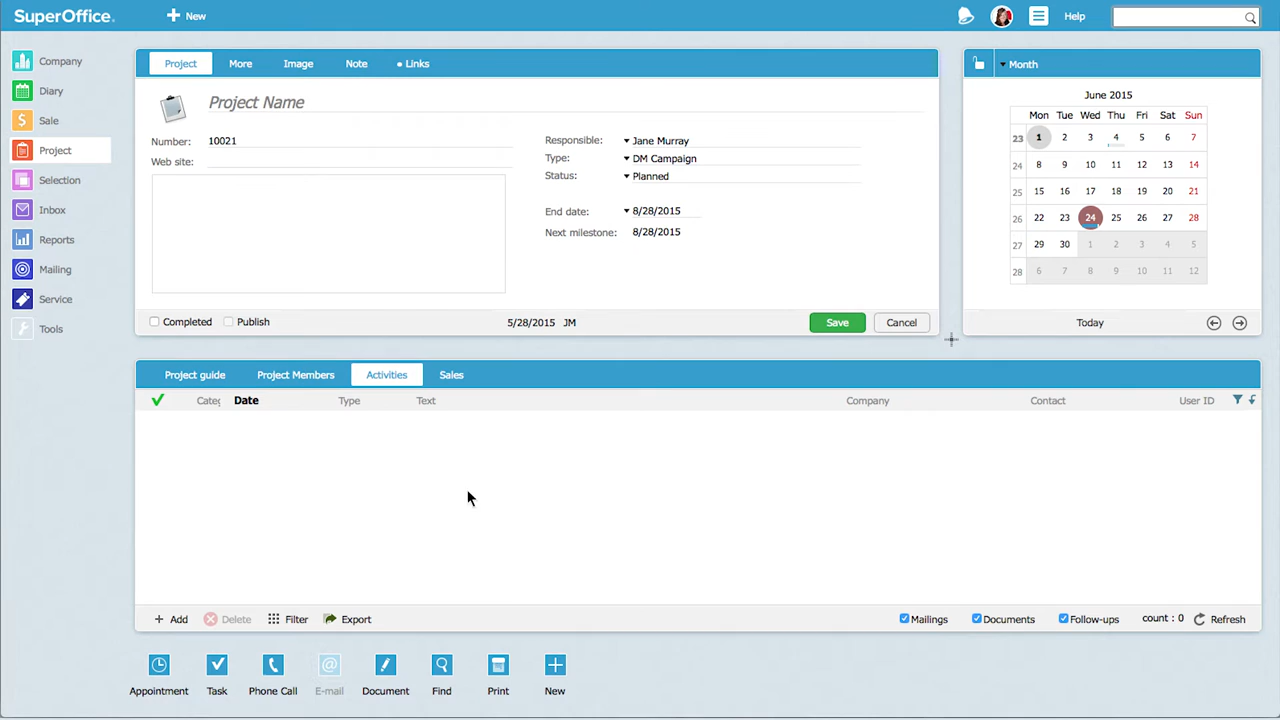 SuperOffice.
New
Help
Company
Diary
Sale
Project
Selection
Inbox
Reports
Mailing
Service
Tools
Project More Image Note • Links
Project Name
Number: 10021
Web site:
Responsible: Jane Murray
Type: DM Campaign
Status: Planned
End date: 8/28/2015
Next milestone: 8/28/2015
Completed Publish 5/28/2015 JM Save Cancel
Month
June 2015
Mon Tue Wed Thu Fri Sat Sun
23 1 2 3 4 5 6 7
24 8 9 10 11 12 13 14
25 15 16 17 18 19 20 21
26 22 23 24 25 26 27 28
27 29 30 1 2 3 4 5
28 6 7 8 9 10 11 12
Today
Project guide Project Members Activities Sales
Categ Date Type Text Company Contact User ID
Add Delete Filter Export Mailings Documents Follow-ups count : 0 Refresh
Appointment Task Phone Call E-mail Document Find Print New